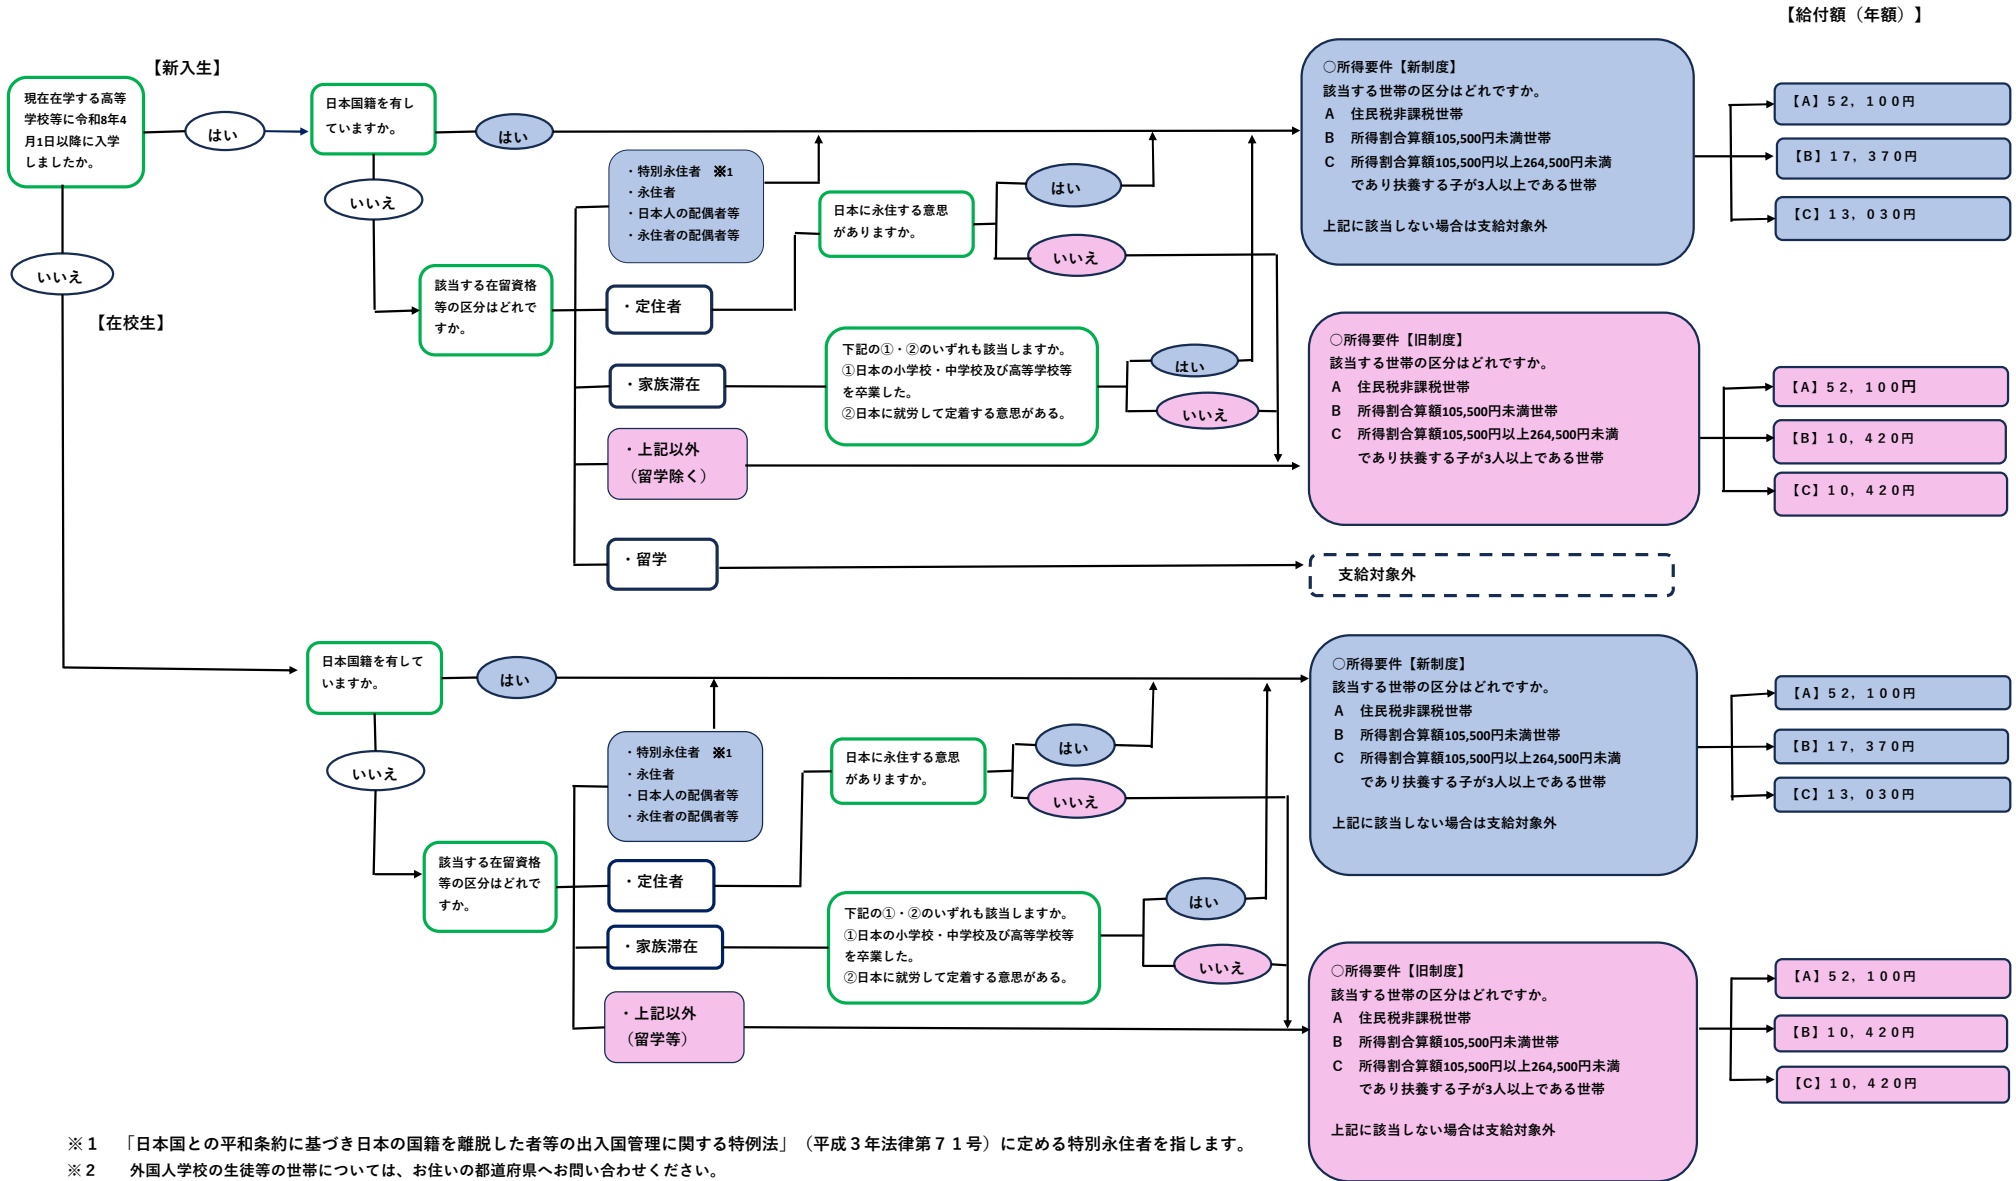 【給付額（年額）】
【新入生】
現在在学する高等
学校等に令和8年4
月1日以降に入学
しましたか。
はい
日本国籍を有し
ていますか。
はい
いいえ
いいえ
【在校生】
該当する在留資格
等の区分はどれで
すか。
・特別永住者　※1
・永住者
・日本人の配偶者等
・永住者の配偶者等
・定住者
日本に永住する意思
がありますか。
はい
いいえ
・家族滞在
下記の①・②のいずれも該当しますか。
①日本の小学校・中学校及び高等学校等
を卒業した。
②日本に就労して定着する意思がある。
はい
いいえ
・上記以外
（留学除く）
・留学
○所得要件【新制度】
該当する世帯の区分はどれですか。
A　住民税非課税世帯
B　所得割合算額105,500円未満世帯
C　所得割合算額105,500円以上264,500円未満
であり扶養する子が3人以上である世帯
上記に該当しない場合は支給対象外
【A】５２，１００円
【B】１７，３７０円
【C】１３，０３０円
○所得要件【旧制度】
該当する世帯の区分はどれですか。
A　住民税非課税世帯
B　所得割合算額105,500円未満世帯
C　所得割合算額105,500円以上264,500円未満
であり扶養する子が3人以上である世帯
【A】５２，１００円
【B】１０，４２０円
【C】１０，４２０円
支給対象外
日本国籍を有して
いますか。
はい
いいえ
該当する在留資格
等の区分はどれで
すか。
・特別永住者　※1
・永住者
・日本人の配偶者等
・永住者の配偶者等
・定住者
日本に永住する意思
がありますか。
はい
いいえ
・家族滞在
下記の①・②のいずれも該当しますか。
①日本の小学校・中学校及び高等学校等
を卒業した。
②日本に就労して定着する意思がある。
はい
いいえ
・上記以外
（留学等）
○所得要件【新制度】
該当する世帯の区分はどれですか。
A　住民税非課税世帯
B　所得割合算額105,500円未満世帯
C　所得割合算額105,500円以上264,500円未満
であり扶養する子が3人以上である世帯
上記に該当しない場合は支給対象外
【A】５２，１００円
【B】１７，３７０円
【C】１３，０３０円
○所得要件【旧制度】
該当する世帯の区分はどれですか。
A　住民税非課税世帯
B　所得割合算額105,500円未満世帯
C　所得割合算額105,500円以上264,500円未満
であり扶養する子が3人以上である世帯
上記に該当しない場合は支給対象外
【A】５２，１００円
【B】１０，４２０円
【C】１０，４２０円
※１　「日本国との平和条約に基づき日本の国籍を離脱した者等の出入国管理に関する特例法」（平成３年法律第７１号）に定める特別永住者を指します。
※２　外国人学校の生徒等の世帯については、お住いの都道府県へお問い合わせください。